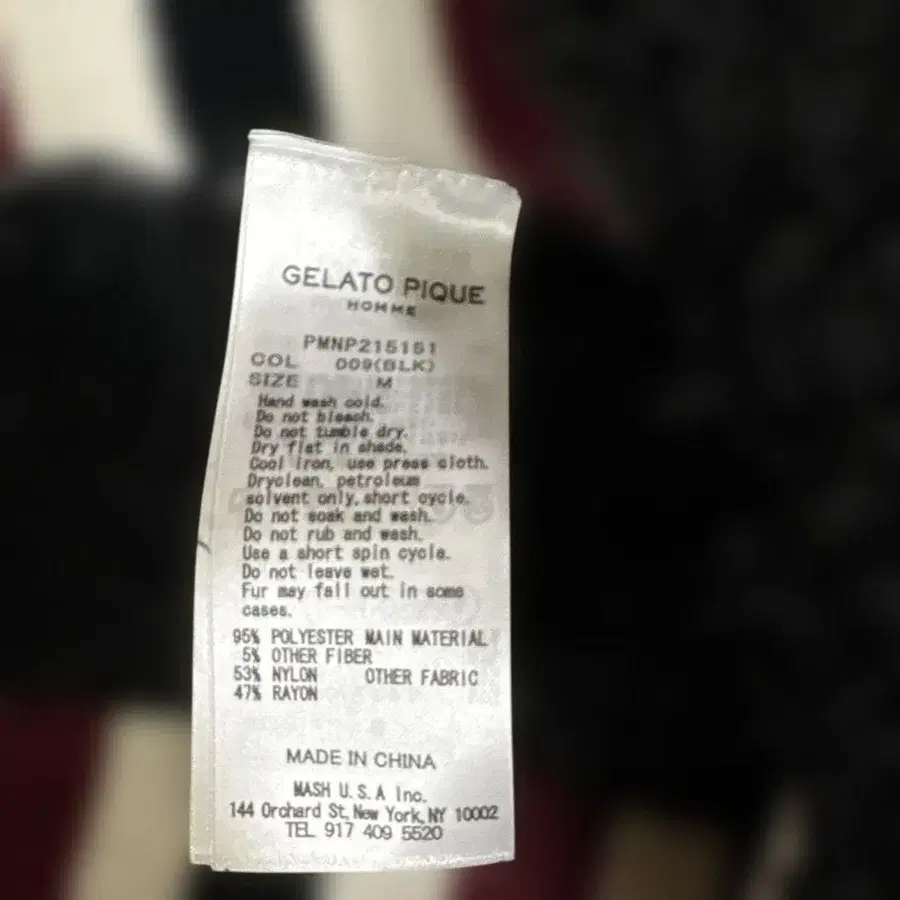 GELATO PIQUE
HOMME
PMNP215151
COL 009(BLK)
SIZE M
Hand wash cold.
Do not bleach.
Do not tumble dry.
Dry flat in shade.
Cool iron, use press cloth.
Dryclean, petroleum
solvent only, short cycle.
Do not soak and wash.
Do not rub and wash.
Use a short spin cycle.
Do not leave wet.
Fur may fall out in some
cases.
95% POLYESTER MAIN MATERIAL
5% OTHER FIBER
53% NYLON OTHER FABRIC
47% RAYON
MADE IN CHINA
MASH U.S.A Inc.
144 Orchard St, New York, NY 10002
TEL 917 409 5520